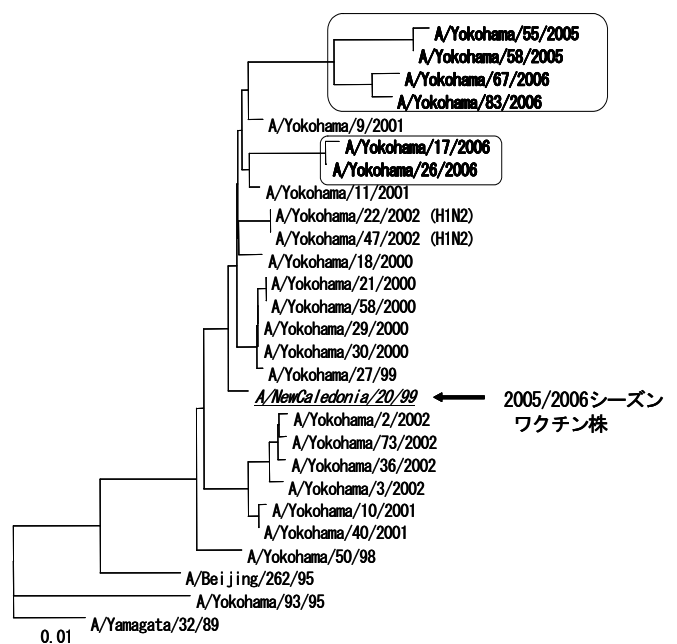 A/Yokohama/55/2005
A/Yokohama/58/2005
A/Yokohama/67/2006
A/Yokohama/83/2006
A/Yokohama/9/2001
A/Yokohama/17/2006
A/Yokohama/26/2006
A/Yokohama/11/2001
A/Yokohama/22/2002 (H1N2)
A/Yokohama/47/2002 (H1N2)
A/Yokohama/18/2000
A/Yokohama/21/2000
A/Yokohama/58/2000
A/Yokohama/29/2000
A/Yokohama/30/2000
A/Yokohama/27/99
A/NewCaledonia/20/99
2005/2006シーズン
ワクチン株
A/Yokohama/2/2002
A/Yokohama/73/2002
A/Yokohama/36/2002
A/Yokohama/3/2002
A/Yokohama/10/2001
A/Yokohama/40/2001
A/Yokohama/50/98
A/Beijing/262/95
A/Yokohama/93/95
A/Yamagata/32/89
0.01